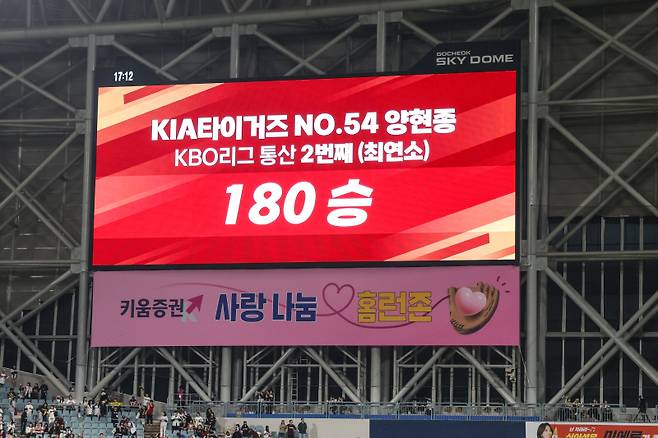 GOCHEOK
SKY DOME
17:12
KIA타이거즈 NO.54 양현종
KBO리그 통산 2번째 (최연소)
180 승
키움증권 사랑 나눔 홈런존